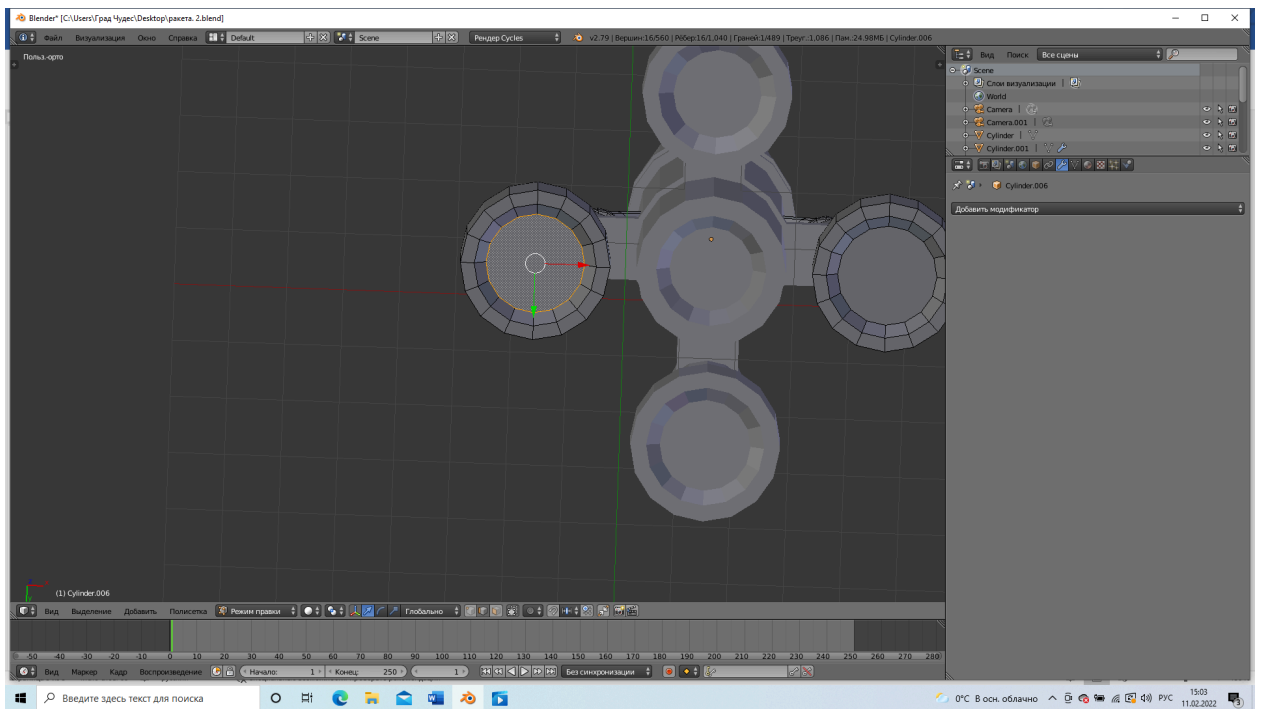 Blender* [C:\Users\Град Чудес\Desktop\ракета. 2.blend]
Файл Визуализация Окно Справка Default Scene Рендер Cycles v2.79 | Вершин:16/560 | Рёбер:16/1,040 | Граней:1/489 | Треуг.:1,086 | Пам.:24.98МБ | Cylinder.006
Польз.-орто
Вид Поиск Все сцены
Scene
Слои визуализации
World
Camera
Camera.001
Cylinder
Cylinder.001
Cylinder.006
Добавить модификатор
(1) Cylinder.006
Вид Выделение Добавить Полисетка Режим правки Глобально
-50 -40 -30 -20 -10 0 10 20 30 40 50 60 70 80 90 100 110 120 130 140 150 160 170 180 190 200 210 220 230 240 250 260 270 280
Вид Маркер Кадр Воспроизведение Начало: 1 Конец: 250 1 Без синхронизации
Введите здесь текст для поиска 0°C В осн. облачно РУС 15:03
11.02.2022 3